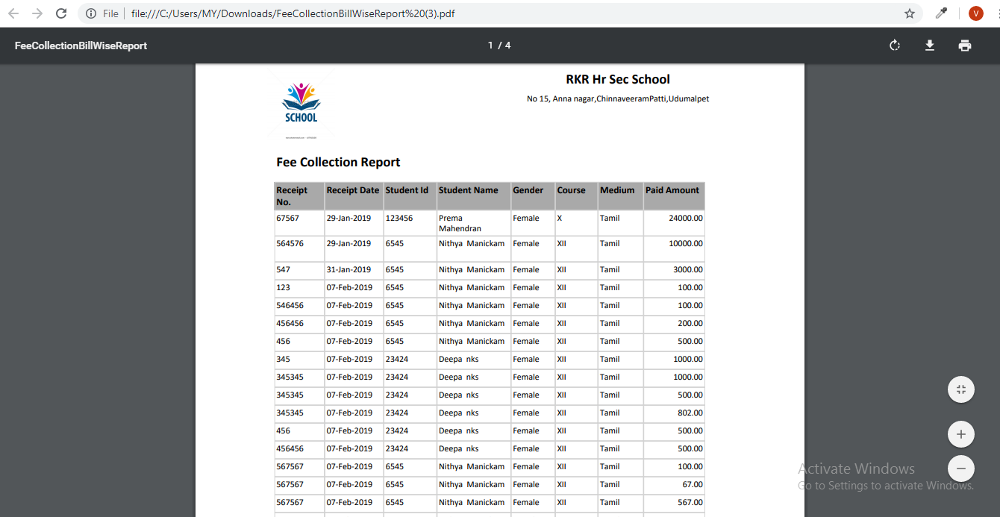 File file:///C:/Users/MY/Downloads/FeeCollectionBillWiseReport%20(3).pdf V
FeeCollectionBillWiseReport 1 / 4
RKR Hr Sec School
No 15, Anna nagar,ChinnaveeramPatti,Udumalpet
SCHOOL
Fee Collection Report
Receipt No. Receipt Date Student Id Student Name Gender Course Medium Paid Amount
67567 29-Jan-2019 123456 Prema Mahendran Female X Tamil 24000.00
564576 29-Jan-2019 6545 Nithya Manickam Female XII Tamil 10000.00
547 31-Jan-2019 6545 Nithya Manickam Female XII Tamil 3000.00
123 07-Feb-2019 6545 Nithya Manickam Female XII Tamil 100.00
546456 07-Feb-2019 6545 Nithya Manickam Female XII Tamil 100.00
456456 07-Feb-2019 6545 Nithya Manickam Female XII Tamil 200.00
456 07-Feb-2019 6545 Nithya Manickam Female XII Tamil 500.00
345 07-Feb-2019 23424 Deepa nks Female XII Tamil 1000.00
345345 07-Feb-2019 23424 Deepa nks Female XII Tamil 1000.00
345345 07-Feb-2019 23424 Deepa nks Female XII Tamil 500.00
345345 07-Feb-2019 23424 Deepa nks Female XII Tamil 802.00
456 07-Feb-2019 23424 Deepa nks Female XII Tamil 500.00
456456 07-Feb-2019 23424 Deepa nks Female XII Tamil 500.00
567567 07-Feb-2019 6545 Nithya Manickam Female XII Tamil 100.00
567567 07-Feb-2019 6545 Nithya Manickam Female XII Tamil 67.00
567567 07-Feb-2019 6545 Nithya Manickam Female XII Tamil 567.00
Activate Windows
Go to Settings to activate Windows.